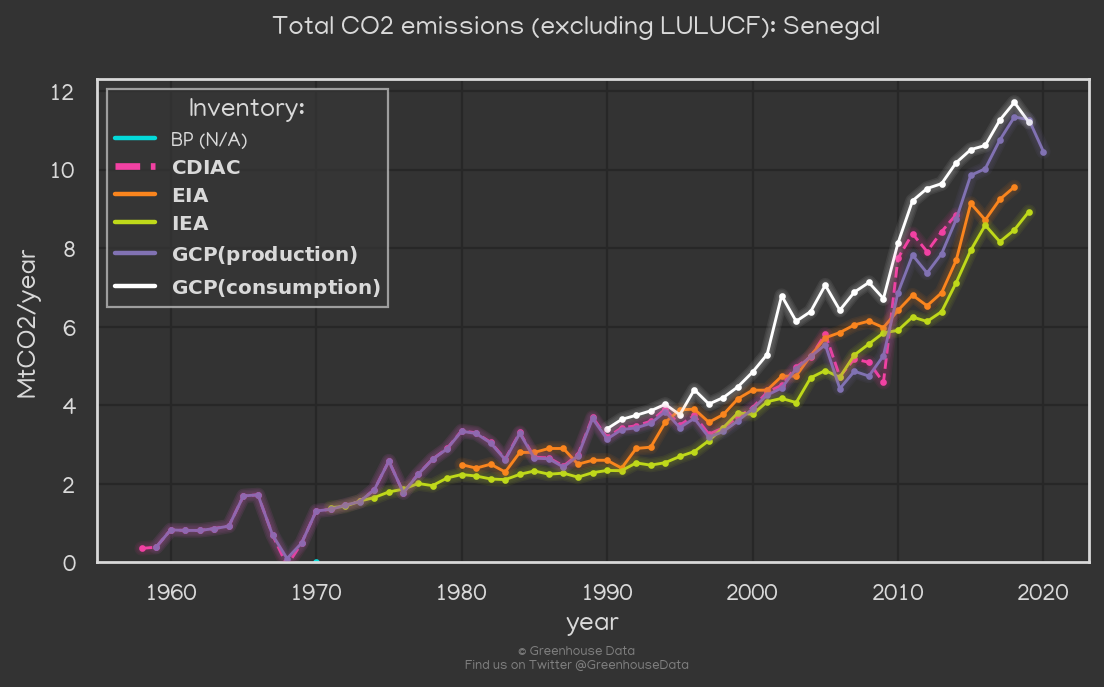 Total CO2 emissions (excluding LULUCF): Senegal
Inventory:
BP (N/A)
CDIAC
EIA
IEA
GCP(production)
GCP(consumption)
MtCO2/year
12
10
8
6
4
2
0
1960 1970 1980 1990 2000 2010 2020
year
© Greenhouse Data
Find us on Twitter @GreenhouseData